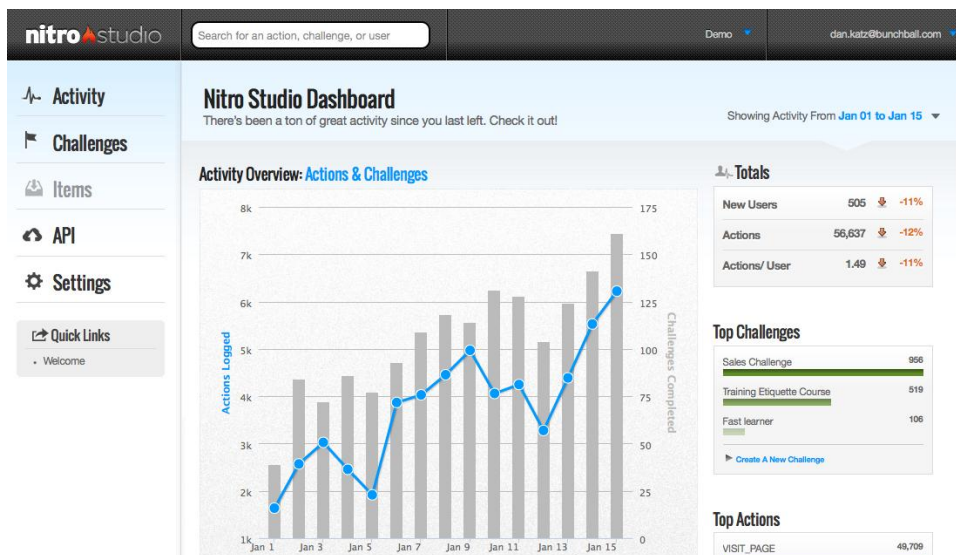 nitro studio
Search for an action, challenge, or user
Demo
dan.katz@bunchball.com
Activity
Challenges
Items
API
Settings
Quick Links
Welcome
Nitro Studio Dashboard
There's been a ton of great activity since you last left. Check it out!
Showing Activity From Jan 01 to Jan 15
Activity Overview: Actions & Challenges
8k
7k
6k
5k
4k
3k
2k
1k
Actions Logged
175
150
125
100
75
50
25
0
Challenges Completed
Jan 1 Jan 3 Jan 5 Jan 7 Jan 9 Jan 11 Jan 13 Jan 15
Totals
New Users 505 -11%
Actions 56,637 -12%
Actions/ User 1.49 -11%
Top Challenges
Sales Challenge 956
Training Etiquette Course 519
Fast learner 106
Create A New Challenge
Top Actions
VISIT_PAGE 49,709